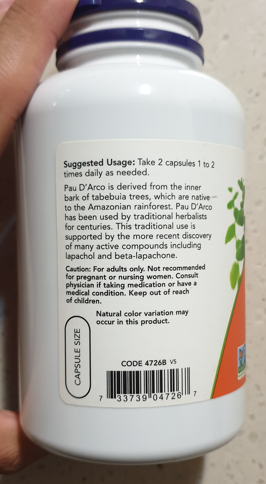 Suggested Usage: Take 2 capsules 1 to 2
times daily as needed.
Pau D'Arco is derived from the inner
bark of tabebuia trees, which are native
to the Amazonian rainforest. Pau D'Arco
has been used by traditional herbalists
for centuries. This traditional use is
supported by the more recent discovery
of many active compounds including
lapachol and beta-lapachone.
Caution: For adults only. Not recommended
for pregnant or nursing women. Consult
physician if taking medication or have a
medical condition. Keep out of reach
of children.
Natural color variation may
occur in this product.
CAPSULE SIZE
CODE 4726B V5
7 33739 04726 7